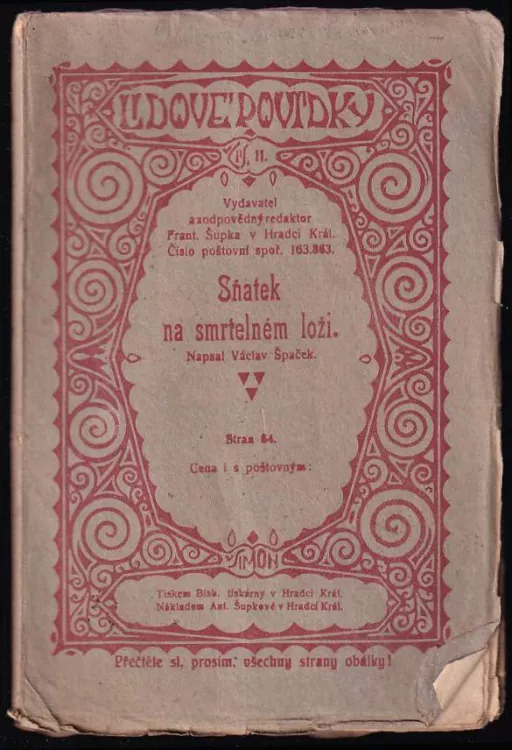 LIDOVÉ POVÍDKY
Čís. 11.
Vydavatel
a zodpovědný redaktor
Frant. Šupka v Hradci Král.
Číslo poštovní spoř. 163.863.
Sňatek
na smrtelném loži.
Napsal Václav Špaček.
Stran 64.
Cena i s poštovným:
ŠIMON
Tiskem Bisk. tiskárny v Hradci Král.
Nákladem Ant. Šupkové v Hradci Král.
Přečtěte si, prosím, všechny strany obálky!